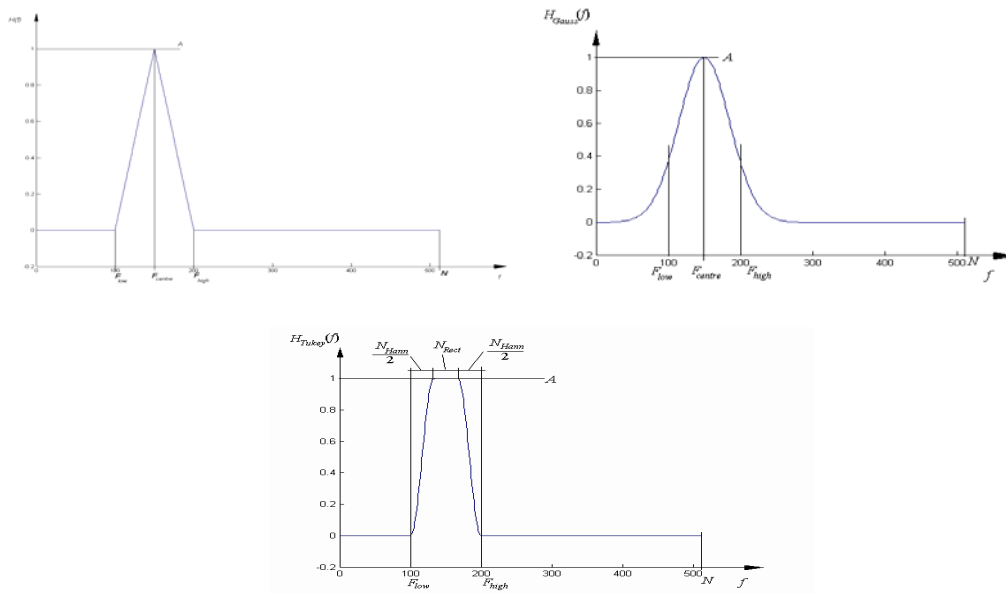 H(f)
A
1
0.8
0.6
0.4
0.2
0
-0.2
0 100 200 300 400 500 N
F_low F_centre F_high f
H_Gauss(f)
A
1
0.8
0.6
0.4
0.2
0
-0.2
0 100 200 300 400 500 N
F_low F_centre F_high f
H_Tukey(f) N_Hann/2 N_Rect N_Hann/2
A
1
0.8
0.6
0.4
0.2
0
-0.2
0 100 200 300 400 500 N
F_low F_high f